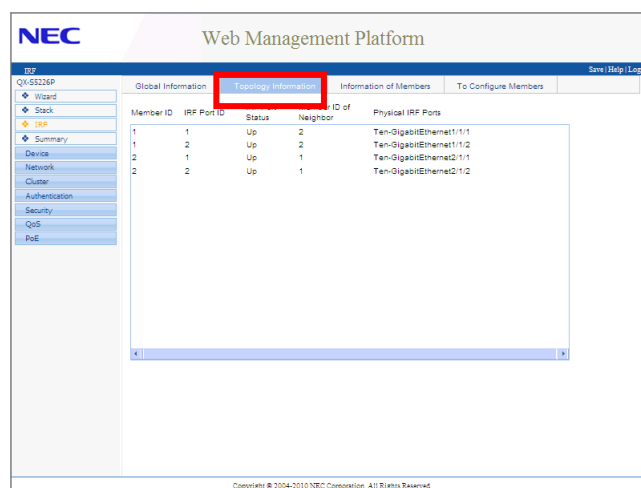 NEC
Web Management Platform
IRF
Save | Help | Log
QX-S5226P
Wizard
Stack
IRF
Summary
Device
Network
Cluster
Authentication
Security
QoS
PoE
Global Information Topology Information Information of Members To Configure Members
Member ID IRF Port ID Status ID of Neighbor Physical IRF Ports
1 1 Up 2 Ten-GigabitEthernet1/1/1
1 2 Up 2 Ten-GigabitEthernet1/1/2
2 1 Up 1 Ten-GigabitEthernet2/1/1
2 2 Up 1 Ten-GigabitEthernet2/1/2
Copyright © 2004-2010 NEC Corporation. All Rights Reserved